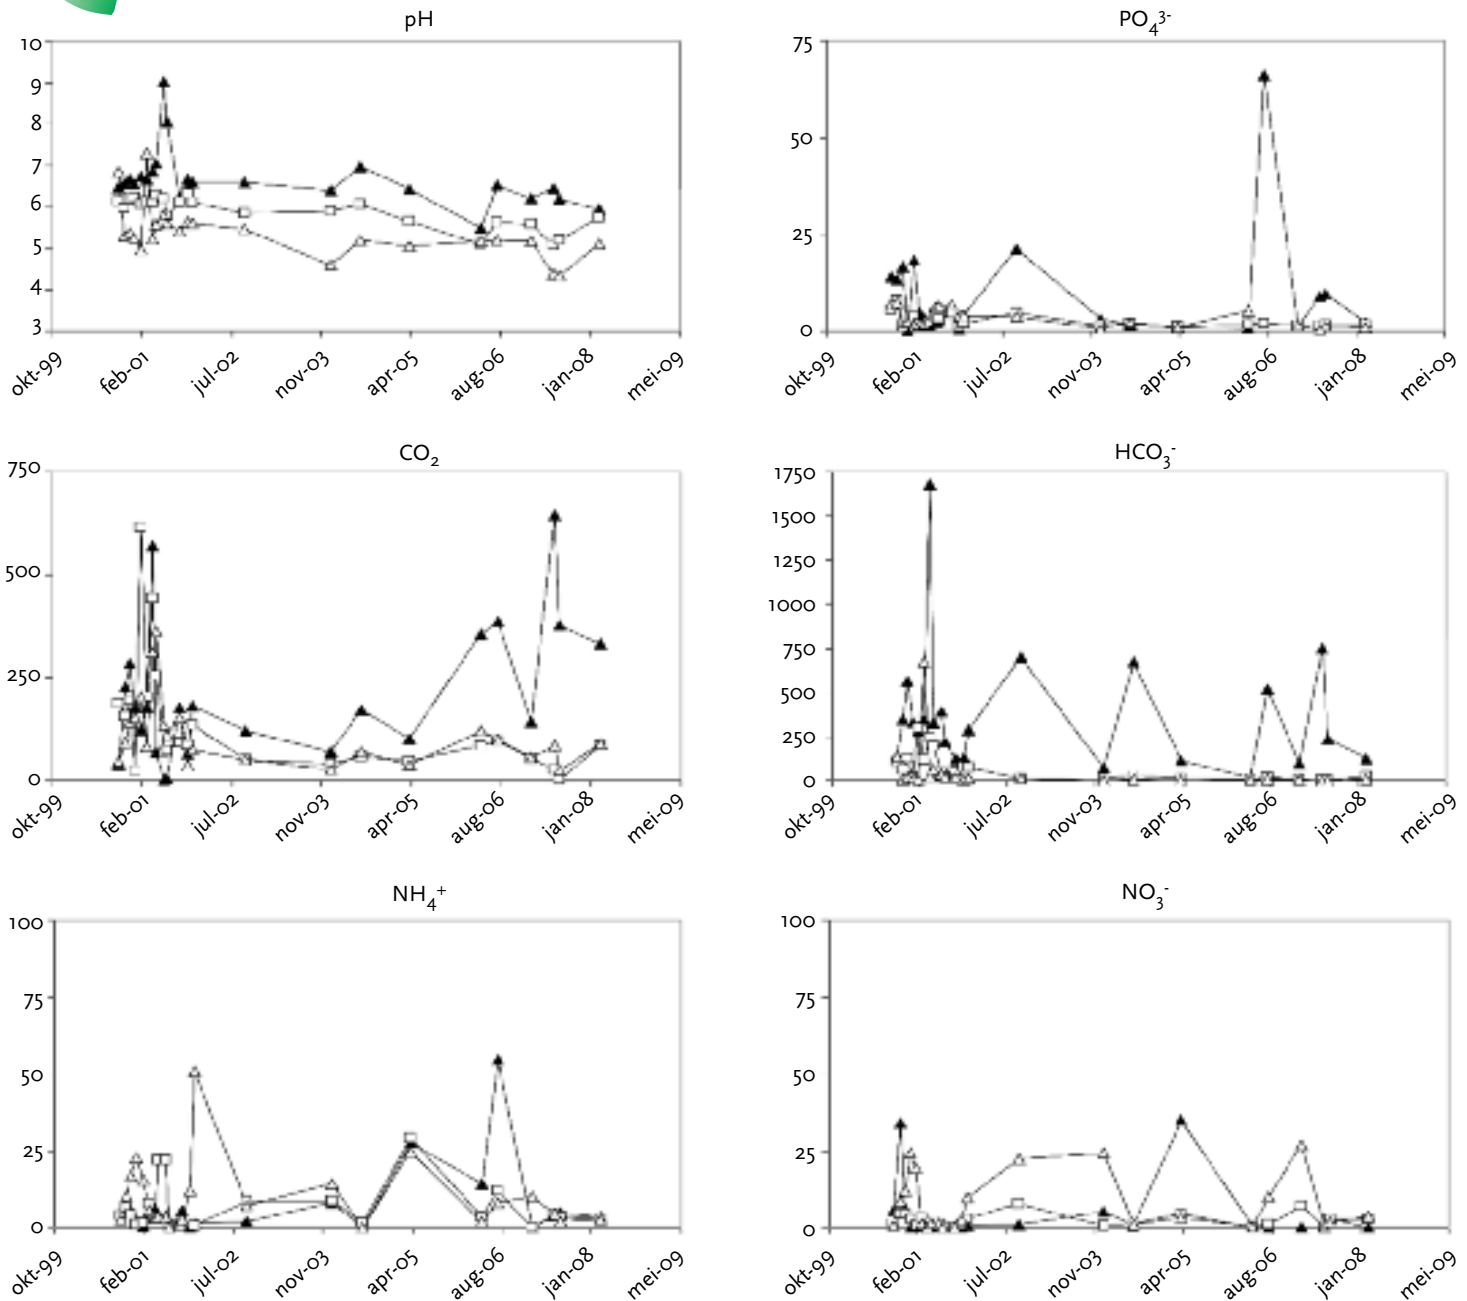 pH
10
9
8
7
6
5
4
3
okt-99
feb-01
jul-02
nov-03
apr-05
aug-06
jan-08
mei-09
PO₄³⁻
75
50
25
0
okt-99
feb-01
jul-02
nov-03
apr-05
aug-06
jan-08
mei-09
CO₂
750
500
250
0
okt-99
feb-01
jul-02
nov-03
apr-05
aug-06
jan-08
mei-09
HCO₃⁻
1750
1500
1250
1000
750
500
250
0
okt-99
feb-01
jul-02
nov-03
apr-05
aug-06
jan-08
mei-09
NH₄⁺
100
75
50
25
0
okt-99
feb-01
jul-02
nov-03
apr-05
aug-06
jan-08
mei-09
NO₃⁻
100
75
50
25
0
okt-99
feb-01
jul-02
nov-03
apr-05
aug-06
jan-08
mei-09